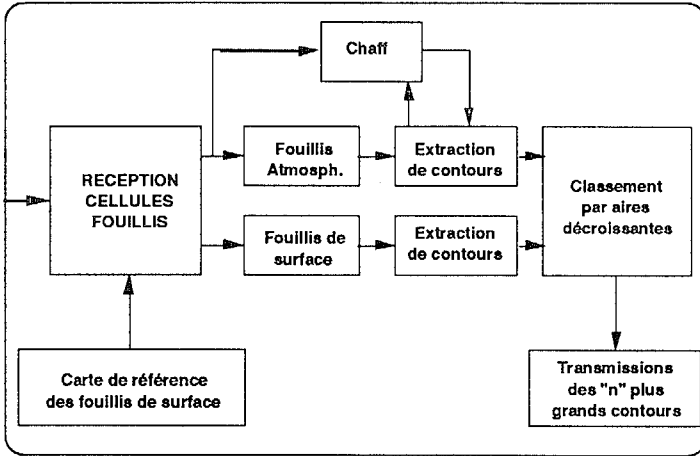 Chaff
RECEPTION
CELLULES
FOUILLIS
Fouillis
Atmosph.
Extraction
de contours
Fouillis de
surface
Extraction
de contours
Classement
par aires
décroissantes
Carte de référence
des fouillis de surface
Transmissions
des "n" plus
grands contours